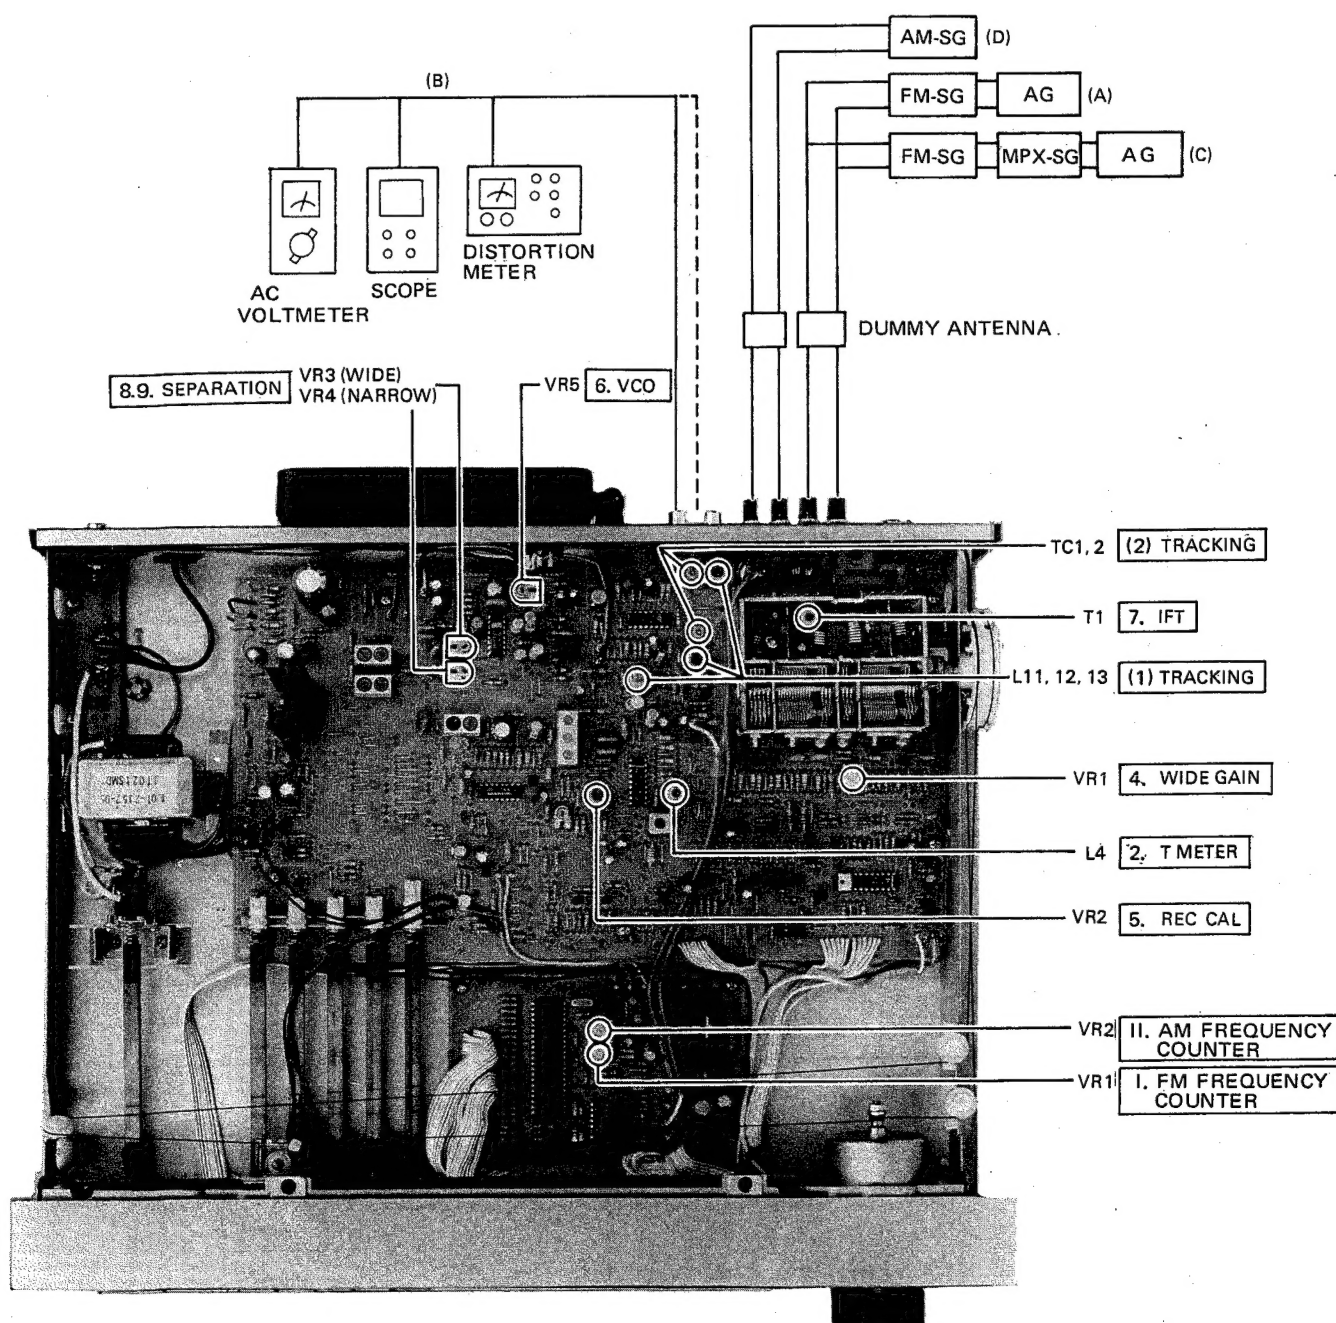 AM-SG (D)
(B)
FM-SG AG (A)
FM-SG MPX-SG AG (C)
DISTORTION
METER
AC
VOLTMETER
SCOPE
DUMMY ANTENNA.
8.9. SEPARATION
VR3 (WIDE)
VR4 (NARROW)
VR5 6. VCO
TC1, 2 (2) TRACKING
T1 7. IFT
L11, 12, 13 (1) TRACKING
VR1 4. WIDE GAIN
L4 2. T METER
VR2 5. REC CAL
VR2 II. AM FREQUENCY
COUNTER
VR1 I. FM FREQUENCY
COUNTER